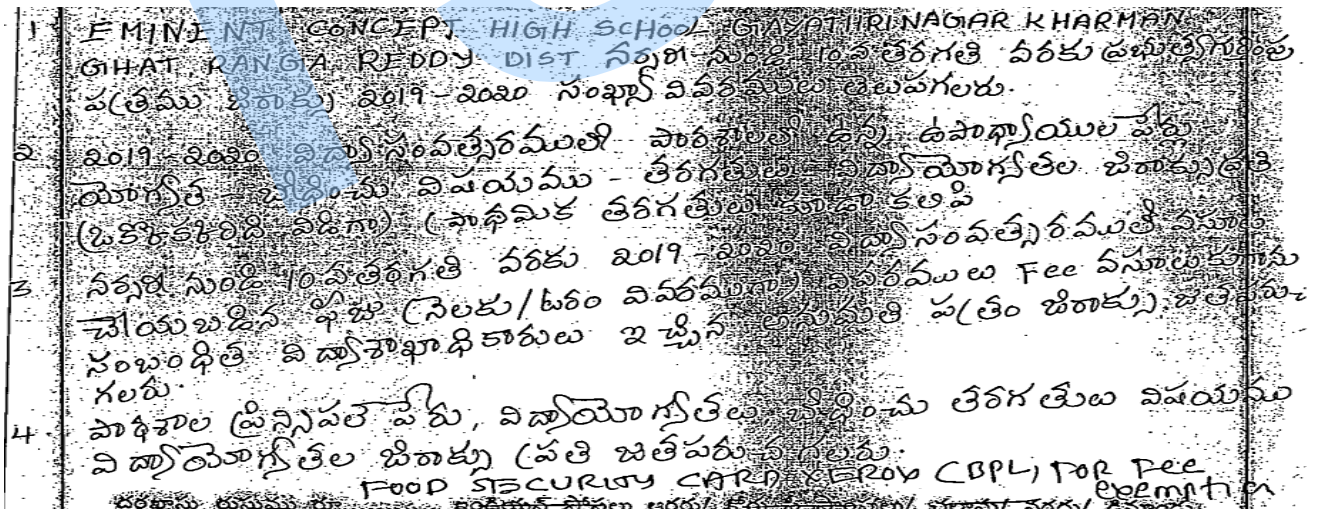 1 EMINENT CONCEPT HIGH SCHOOL GAYATHRINAGAR KHARMAN
GHAT, RANGA REDDY DIST నర్సరీ నుండి 10వ తరగతి వరకు ప్రభుత్వ గుర్తింపు
పత్రము జిరాక్సు 2019-2020 సంఖ్యా వివరములు తెలుపగలరు.
2 2019-2020 విద్యా సంవత్సరములో పాఠశాలలో ఉన్న ఉపాధ్యాయుల పేర్లు
యోగ్యత - బోధించు విషయము - తరగతులు - విద్యాయోగ్యతల జిరాక్సు ప్రతి
(ఒకొకకరిది విడిగా) (ప్రాథమిక తరగతులు కూడా కలిపి
3 నర్సరీ నుండి 10వ తరగతి వరకు 2019-2020 విద్యా సంవత్సరములో వసూలు
చేయబడిన ఫీజు (నెలకు/టరం వివరముగా) వివరములు Fee వసూలుకుగాను
సంబంధిత విద్యాశాఖాధికారులు ఇచ్చిన అనుమతి పత్రం జిరాక్సు జతపరు-
గలరు.
4. పాఠశాల ప్రిన్సిపల్ పేరు, విద్యాయోగ్యతలు బోధించు తరగతులు విషయము
విద్యాయోగ్యతల జిరాక్సు ప్రతి జతపరుచగలరు.
FOOD SECURITY CARD XEROX (BPL) FOR Fee
exemption